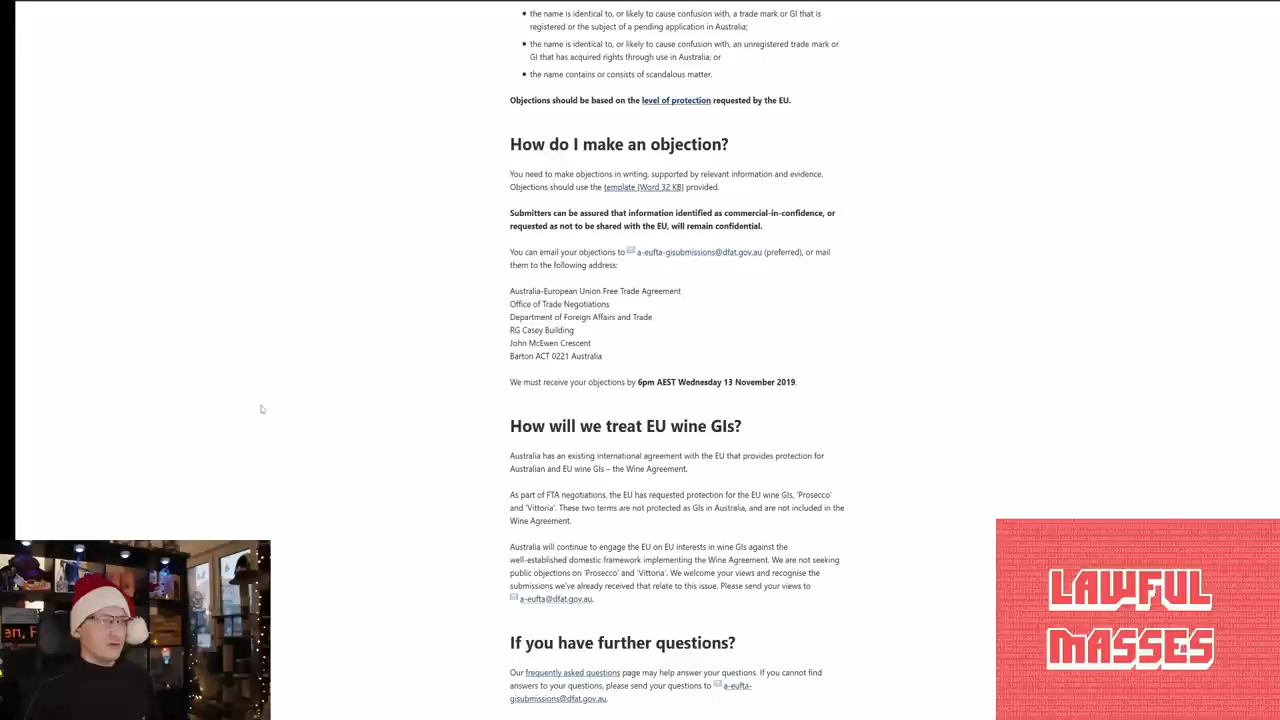 the name is identical to, or likely to cause confusion with, a trade mark or GI that is
registered or the subject of a pending application in Australia;
the name is identical to, or likely to cause confusion with, an unregistered trade mark or
GI that has acquired rights through use in Australia; or
the name contains or consists of scandalous matter.
Objections should be based on the level of protection requested by the EU.
How do I make an objection?
You need to make objections in writing, supported by relevant information and evidence.
Objections should use the template [Word 32 KB] provided.
Submitters can be assured that information identified as commercial-in-confidence, or
requested as not to be shared with the EU, will remain confidential.
You can email your objections to a-eufta-gisubmissions@dfat.gov.au (preferred), or mail
them to the following address:
Australia-European Union Free Trade Agreement
Office of Trade Negotiations
Department of Foreign Affairs and Trade
RG Casey Building
John McEwen Crescent
Barton ACT 0221 Australia
We must receive your objections by 6pm AEST Wednesday 13 November 2019.
How will we treat EU wine GIs?
Australia has an existing international agreement with the EU that provides protection for
Australian and EU wine GIs – the Wine Agreement.
As part of FTA negotiations, the EU has requested protection for the EU wine GIs, 'Prosecco'
and 'Vittoria'. These two terms are not protected as GIs in Australia, and are not included in the
Wine Agreement.
Australia will continue to engage the EU on EU interests in wine GIs against the
well-established domestic framework implementing the Wine Agreement. We are not seeking
public objections on 'Prosecco' and 'Vittoria'. We welcome your views and recognise the
submissions we've already received that relate to this issue. Please send your views to
a-eufta@dfat.gov.au.
If you have further questions?
Our frequently asked questions page may help answer your questions. If you cannot find
answers to your questions, please send your questions to a-eufta-
gisubmissions@dfat.gov.au.
en, F
LAWFUL
MASSES